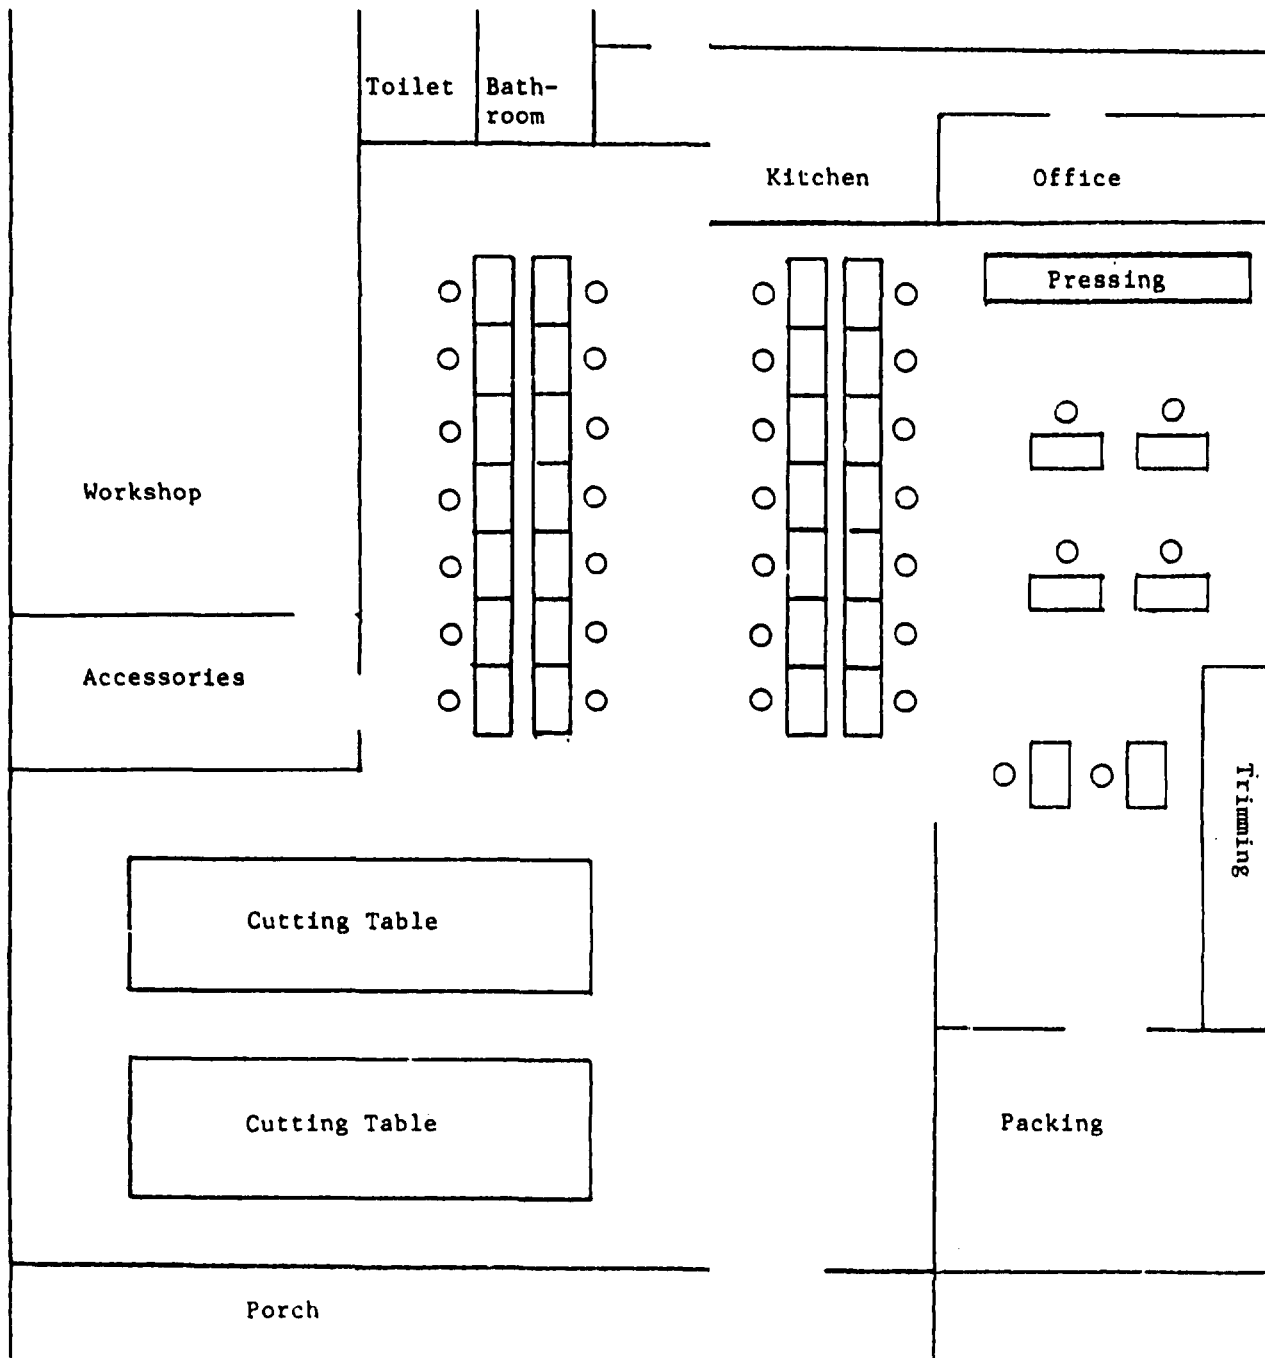 Toilet
Bath-
room
Kitchen
Office
Pressing
Workshop
Accessories
Trimming
Cutting Table
Cutting Table
Packing
Porch